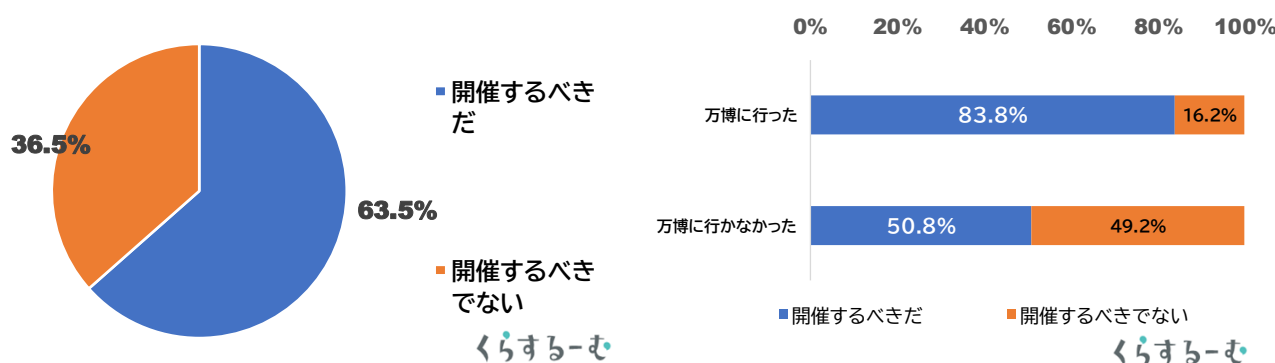 36.5%
63.5%
開催するべき
だ
開催するべき
でない
くらするーむ
0% 20% 40% 60% 80% 100%
万博に行った 83.8% 16.2%
万博に行かなかった 50.8% 49.2%
開催するべきだ 開催するべきでない
くらするーむ